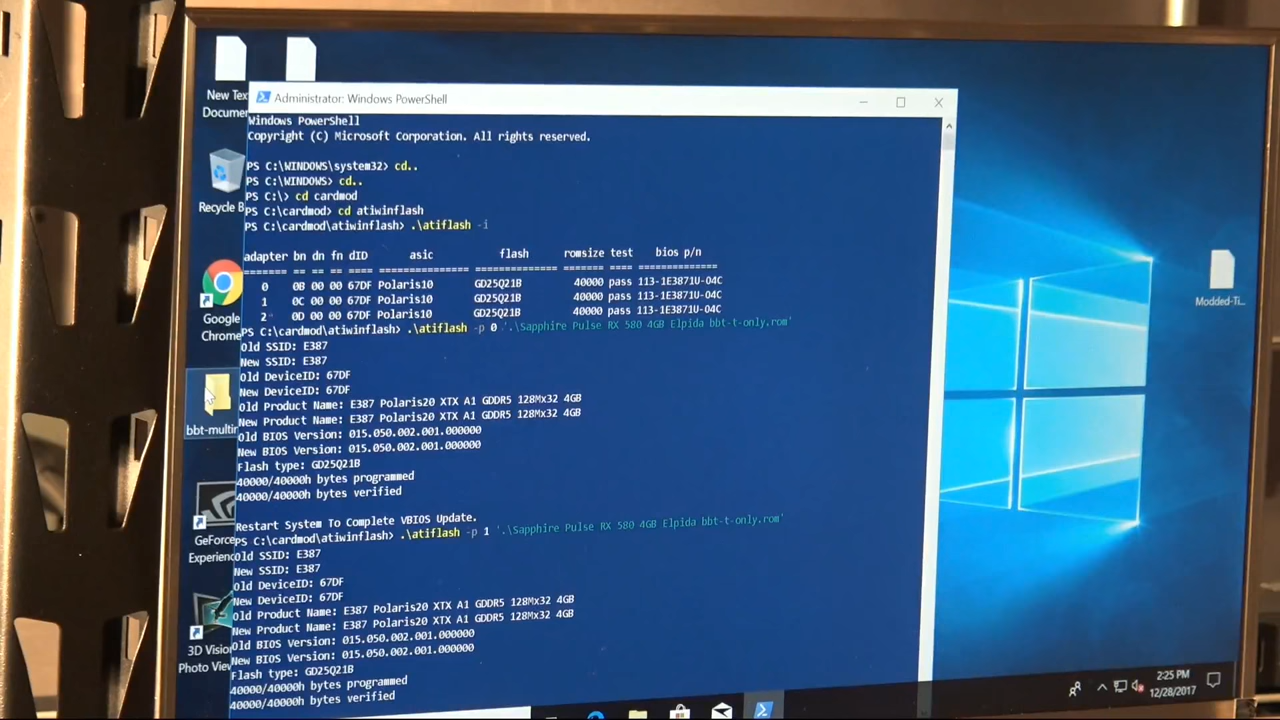 New Tex
Documen
Recycle B
Google
Chrome
bbt-multin
GeForce
Experience
3D Vision
Photo View
Administrator: Windows PowerShell
Windows PowerShell
Copyright (C) Microsoft Corporation. All rights reserved.
PS C:\WINDOWS\system32> cd..
PS C:\WINDOWS> cd..
PS C:\> cd cardmod
PS C:\cardmod> cd atiwinflash
PS C:\cardmod\atiwinflash> .\atiflash -i
adapter bn dn fn dID asic flash romsize test bios p/n
======= == == == ==== =============== ============== ======= ==== =============
0 0B 00 00 67DF Polaris10 GD25Q21B 40000 pass 113-1E3871U-O4C
1 0C 00 00 67DF Polaris10 GD25Q21B 40000 pass 113-1E3871U-O4C
2 0D 00 00 67DF Polaris10 GD25Q21B 40000 pass 113-1E3871U-O4C
PS C:\cardmod\atiwinflash> .\atiflash -p 0 '.\Sapphire Pulse RX 580 4GB Elpida bbt-t-only.rom'
Old SSID: E387
New SSID: E387
Old DeviceID: 67DF
New DeviceID: 67DF
Old Product Name: E387 Polaris20 XTX A1 GDDR5 128Mx32 4GB
New Product Name: E387 Polaris20 XTX A1 GDDR5 128Mx32 4GB
Old BIOS Version: 015.050.002.001.000000
New BIOS Version: 015.050.002.001.000000
Flash type: GD25Q21B
40000/40000h bytes programmed
40000/40000h bytes verified
Restart System To Complete VBIOS Update.
PS C:\cardmod\atiwinflash> .\atiflash -p 1 '.\Sapphire Pulse RX 580 4GB Elpida bbt-t-only.rom'
Old SSID: E387
New SSID: E387
Old DeviceID: 67DF
New DeviceID: 67DF
Old Product Name: E387 Polaris20 XTX A1 GDDR5 128Mx32 4GB
New Product Name: E387 Polaris20 XTX A1 GDDR5 128Mx32 4GB
Old BIOS Version: 015.050.002.001.000000
New BIOS Version: 015.050.002.001.000000
Flash type: GD25Q21B
40000/40000h bytes programmed
40000/40000h bytes verified
Modded-Ti...
2:25 PM
12/28/2017